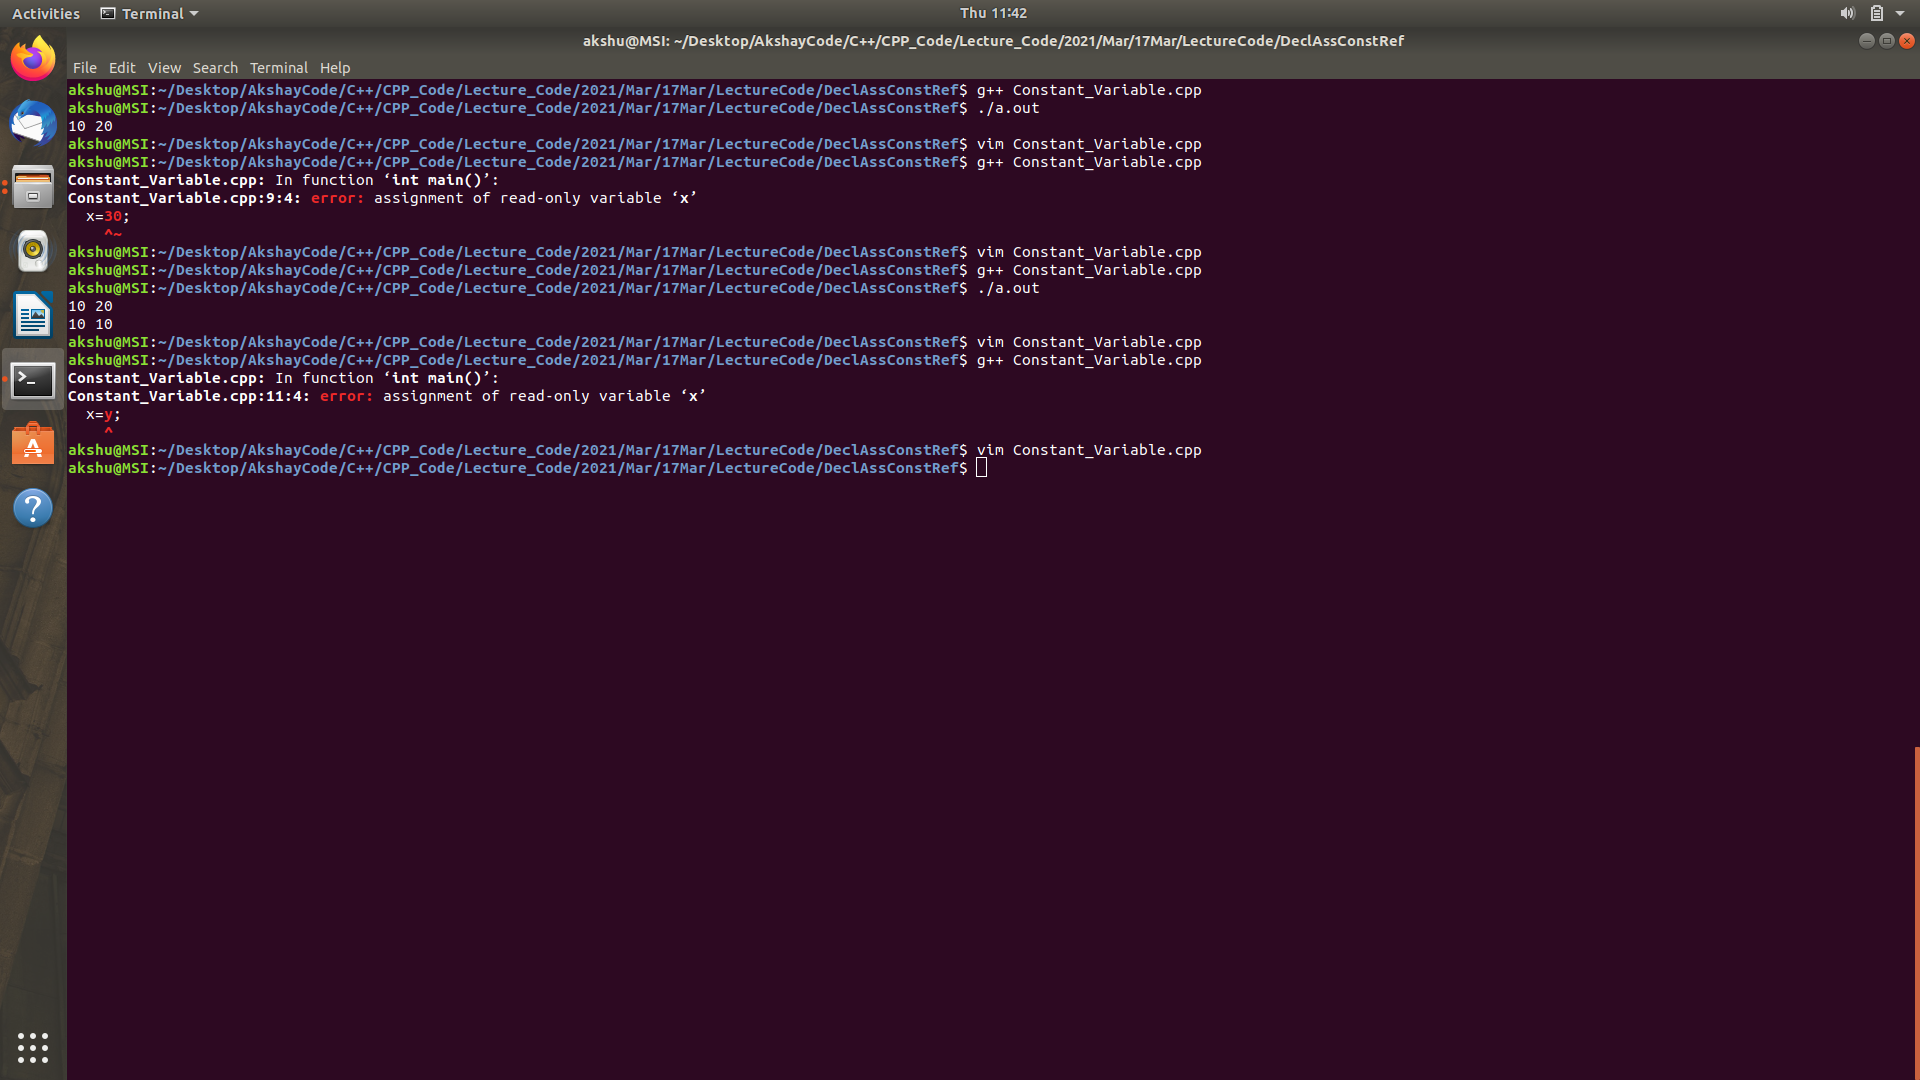 Activities Terminal Thu 11:42
akshu@MSI: ~/Desktop/AkshayCode/C++/CPP_Code/Lecture_Code/2021/Mar/17Mar/LectureCode/DeclAssConstRef
File Edit View Search Terminal Help
akshu@MSI:~/Desktop/AkshayCode/C++/CPP_Code/Lecture_Code/2021/Mar/17Mar/LectureCode/DeclAssConstRef$ g++ Constant_Variable.cpp
akshu@MSI:~/Desktop/AkshayCode/C++/CPP_Code/Lecture_Code/2021/Mar/17Mar/LectureCode/DeclAssConstRef$ ./a.out
10 20
akshu@MSI:~/Desktop/AkshayCode/C++/CPP_Code/Lecture_Code/2021/Mar/17Mar/LectureCode/DeclAssConstRef$ vim Constant_Variable.cpp
akshu@MSI:~/Desktop/AkshayCode/C++/CPP_Code/Lecture_Code/2021/Mar/17Mar/LectureCode/DeclAssConstRef$ g++ Constant_Variable.cpp
Constant_Variable.cpp: In function ‘int main()’:
Constant_Variable.cpp:9:4: error: assignment of read-only variable ‘x’
  x=30;
    ^~
akshu@MSI:~/Desktop/AkshayCode/C++/CPP_Code/Lecture_Code/2021/Mar/17Mar/LectureCode/DeclAssConstRef$ vim Constant_Variable.cpp
akshu@MSI:~/Desktop/AkshayCode/C++/CPP_Code/Lecture_Code/2021/Mar/17Mar/LectureCode/DeclAssConstRef$ g++ Constant_Variable.cpp
akshu@MSI:~/Desktop/AkshayCode/C++/CPP_Code/Lecture_Code/2021/Mar/17Mar/LectureCode/DeclAssConstRef$ ./a.out
10 20
10 10
akshu@MSI:~/Desktop/AkshayCode/C++/CPP_Code/Lecture_Code/2021/Mar/17Mar/LectureCode/DeclAssConstRef$ vim Constant_Variable.cpp
akshu@MSI:~/Desktop/AkshayCode/C++/CPP_Code/Lecture_Code/2021/Mar/17Mar/LectureCode/DeclAssConstRef$ g++ Constant_Variable.cpp
Constant_Variable.cpp: In function ‘int main()’:
Constant_Variable.cpp:11:4: error: assignment of read-only variable ‘x’
  x=y;
    ^
akshu@MSI:~/Desktop/AkshayCode/C++/CPP_Code/Lecture_Code/2021/Mar/17Mar/LectureCode/DeclAssConstRef$ vim Constant_Variable.cpp
akshu@MSI:~/Desktop/AkshayCode/C++/CPP_Code/Lecture_Code/2021/Mar/17Mar/LectureCode/DeclAssConstRef$